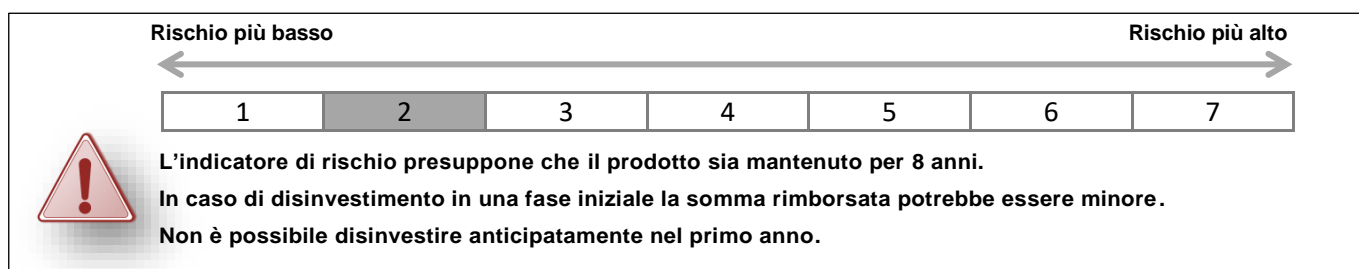 Rischio più basso Rischio più alto
1 2 3 4 5 6 7
L'indicatore di rischio presuppone che il prodotto sia mantenuto per 8 anni.
In caso di disinvestimento in una fase iniziale la somma rimborsata potrebbe essere minore.
Non è possibile disinvestire anticipatamente nel primo anno.